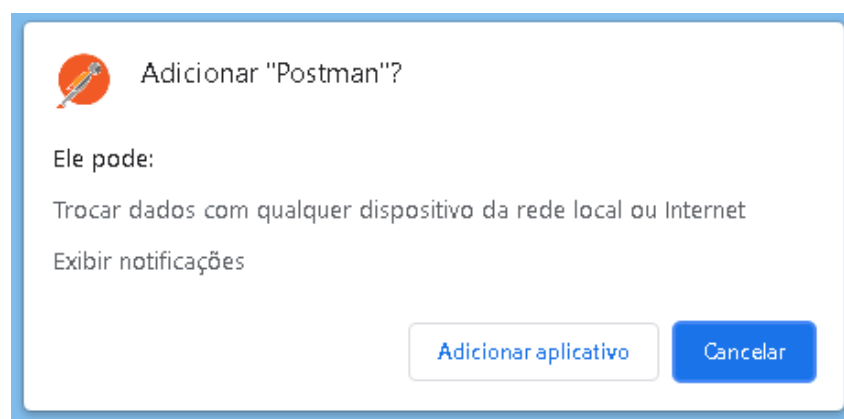 Adicionar "Postman"?
Ele pode:
Trocar dados com qualquer dispositivo da rede local ou Internet
Exibir notificações
Adicionar aplicativo
Cancelar